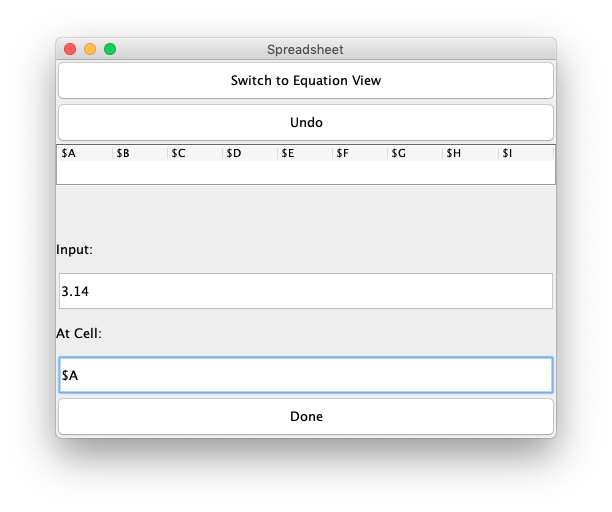 Spreadsheet
Switch to Equation View
Undo
$A $B $C $D $E $F $G $H $I
Input:
3.14
At Cell:
$A
Done